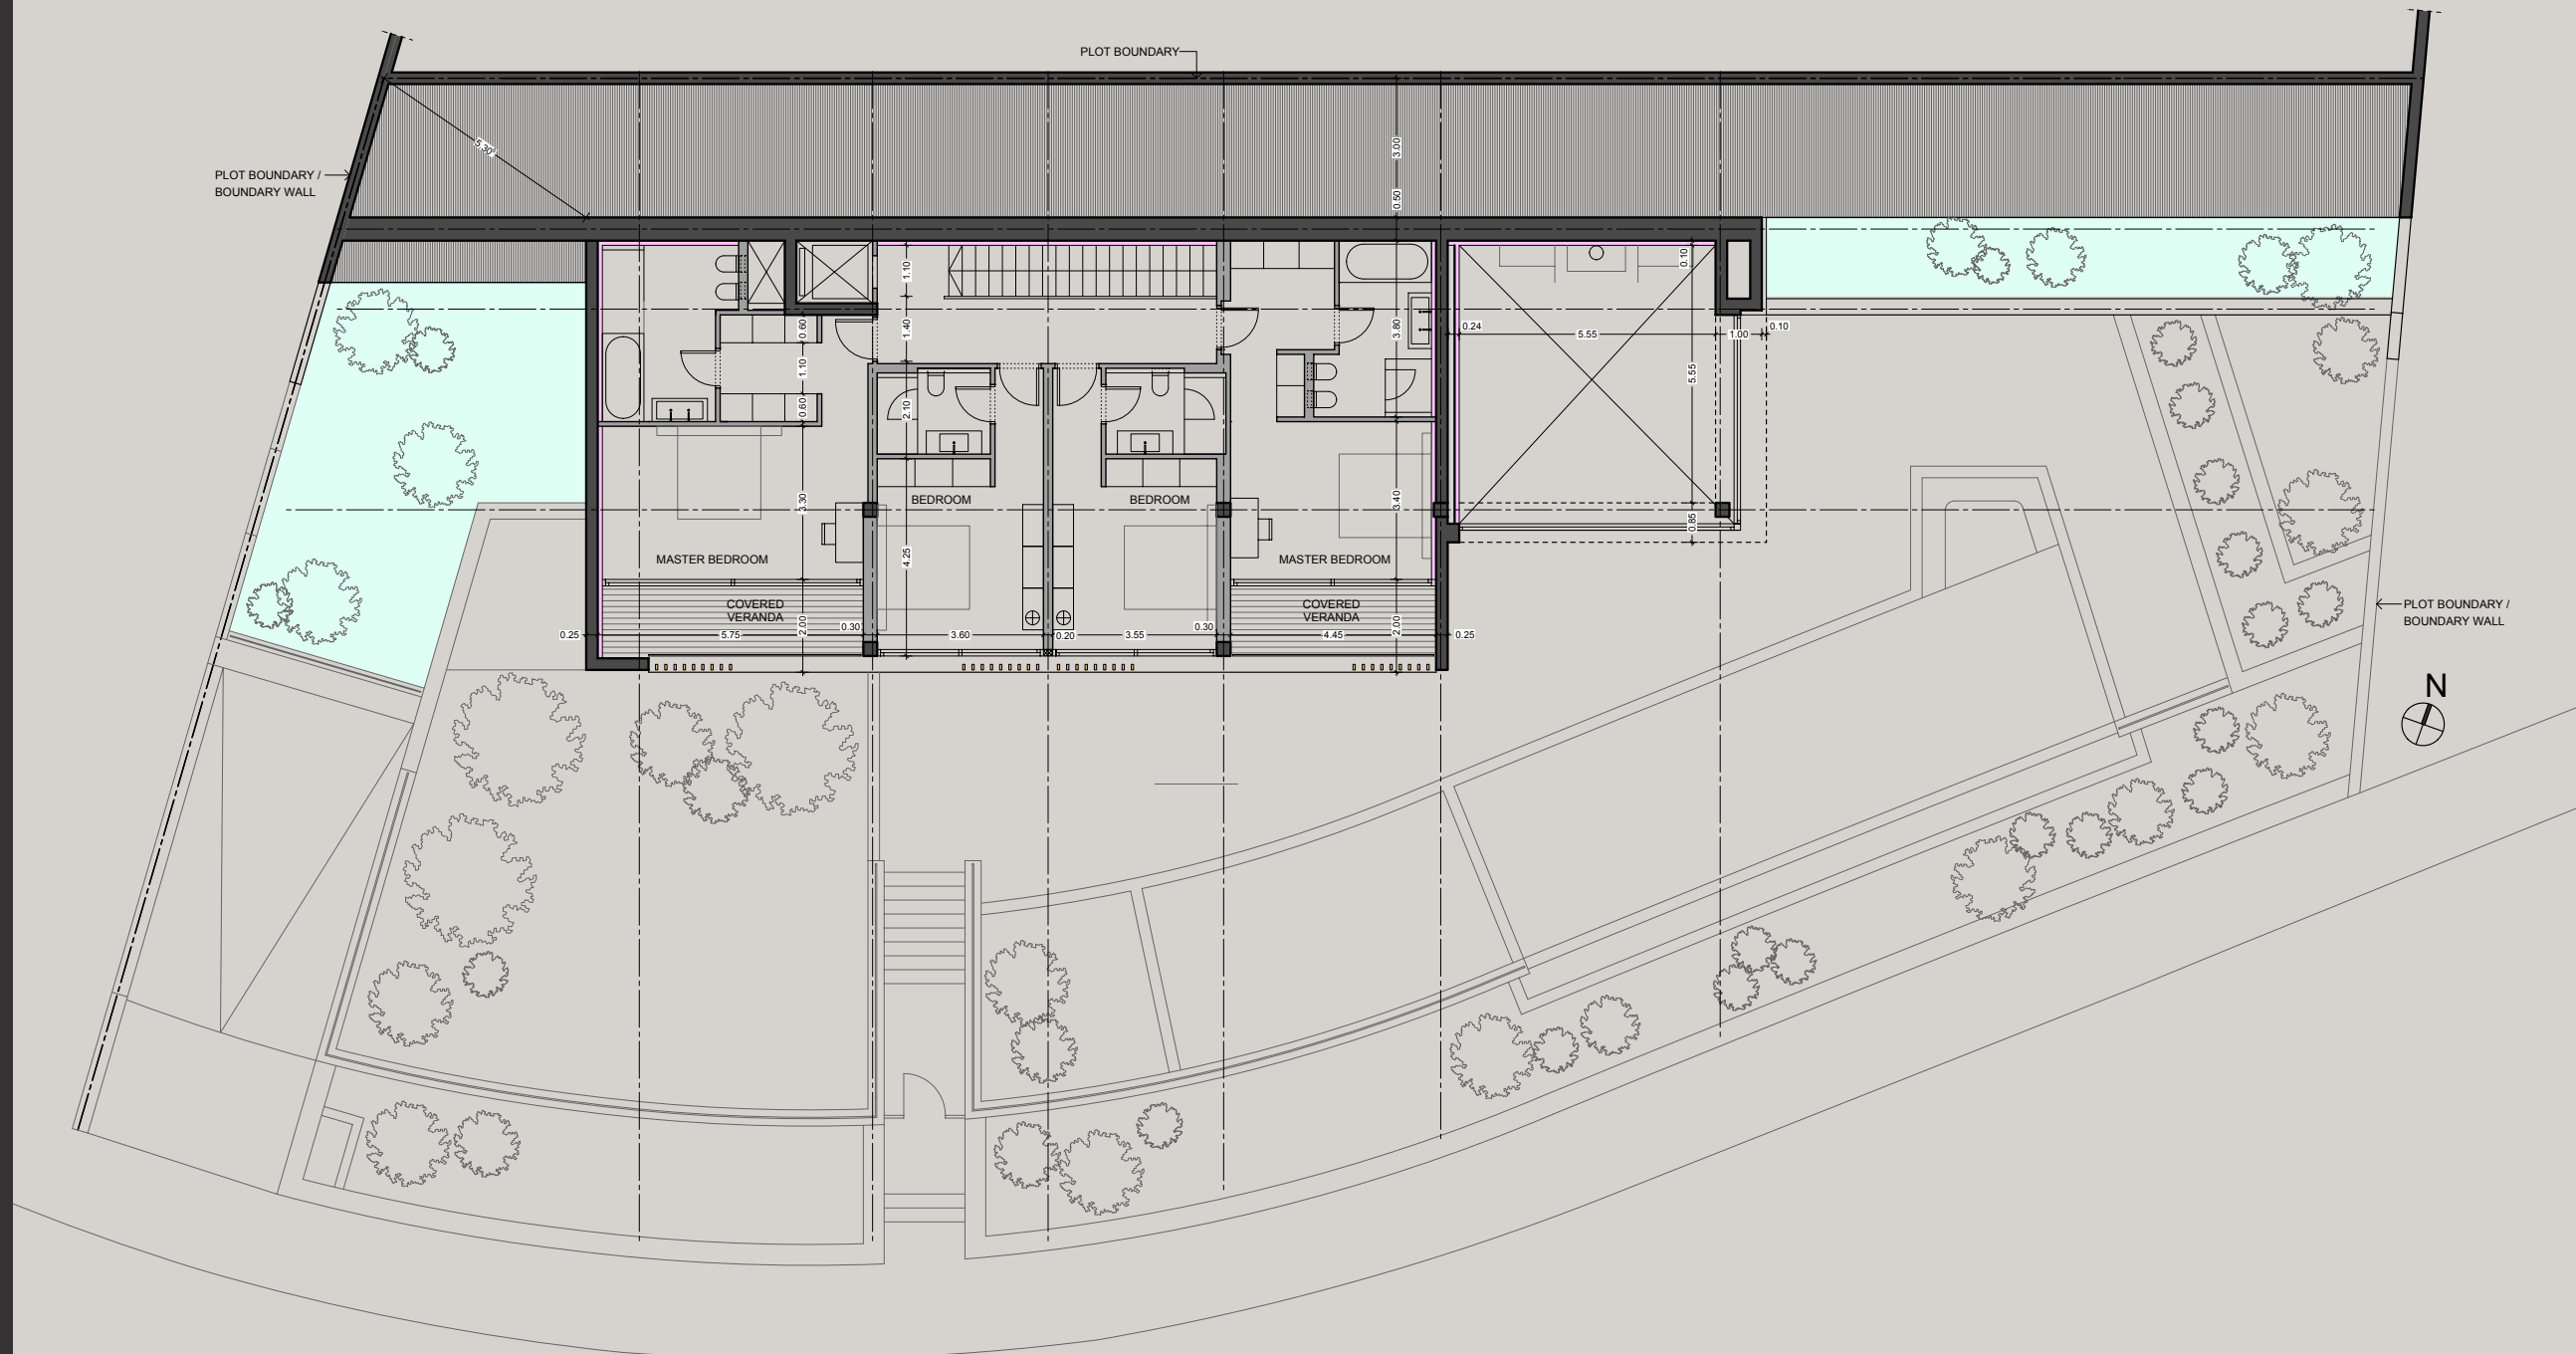 PLOT BOUNDARY
5.30
3.00
PLOT BOUNDARY /
BOUNDARY WALL
0.50
1.10
0.10
0.60
1.40
3.80
0.24
5.55
1.00
0.10
1.10
5.55
0.60
2.10
3.30
BEDROOM
BEDROOM
3.40
0.85
MASTER BEDROOM
4.25
MASTER BEDROOM
COVERED
VERANDA
COVERED
VERANDA
2.00
2.00
0.25
5.75
0.30
3.60
0.20
3.55
0.30
4.45
0.25
PLOT BOUNDARY /
BOUNDARY WALL
N